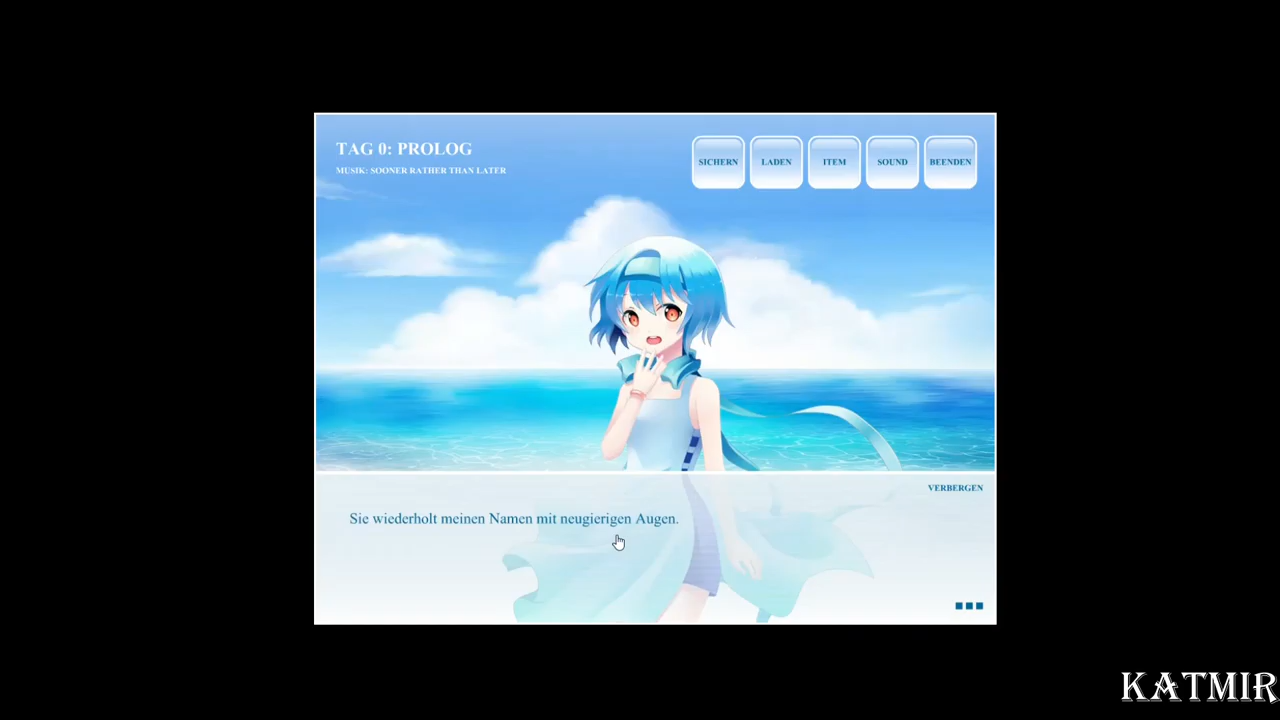 TAG 0: PROLOG
MUSIK: SOONER RATHER THAN LATER
SICHERN
LADEN
ITEM
SOUND
BEENDEN
VERBERGEN
Sie wiederholt meinen Namen mit neugierigen Augen.
KATMIR